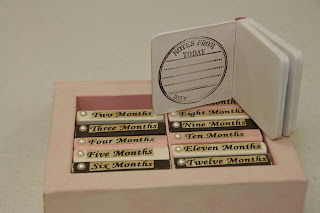 NOTES FROM
TODAY
DATE
Two Months
Three Months
Four Months
Five Months
Six Months
Eight Months
Nine Months
Ten Months
Eleven Months
Twelve Months